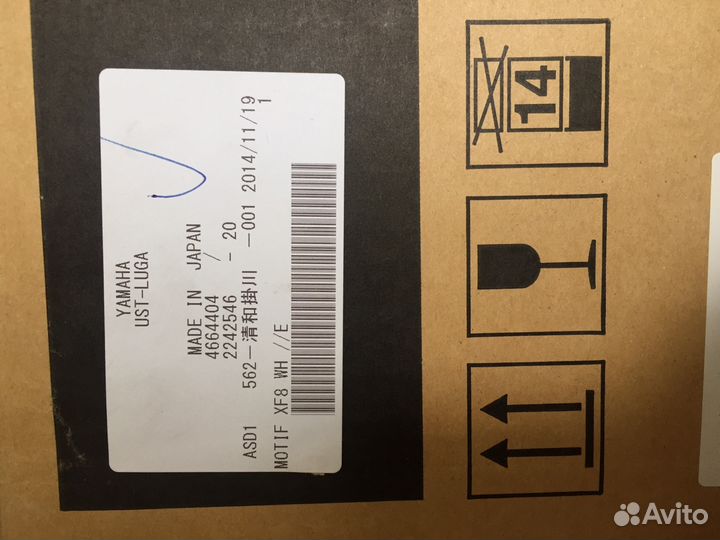 YAMAHA
UST-LUGA
MADE IN JAPAN
4664404 /
2242546 - 20
ASD1 562-清和掛川 -001 2014/11/19
MOTIF XF8 WH //E 1
14
Avito